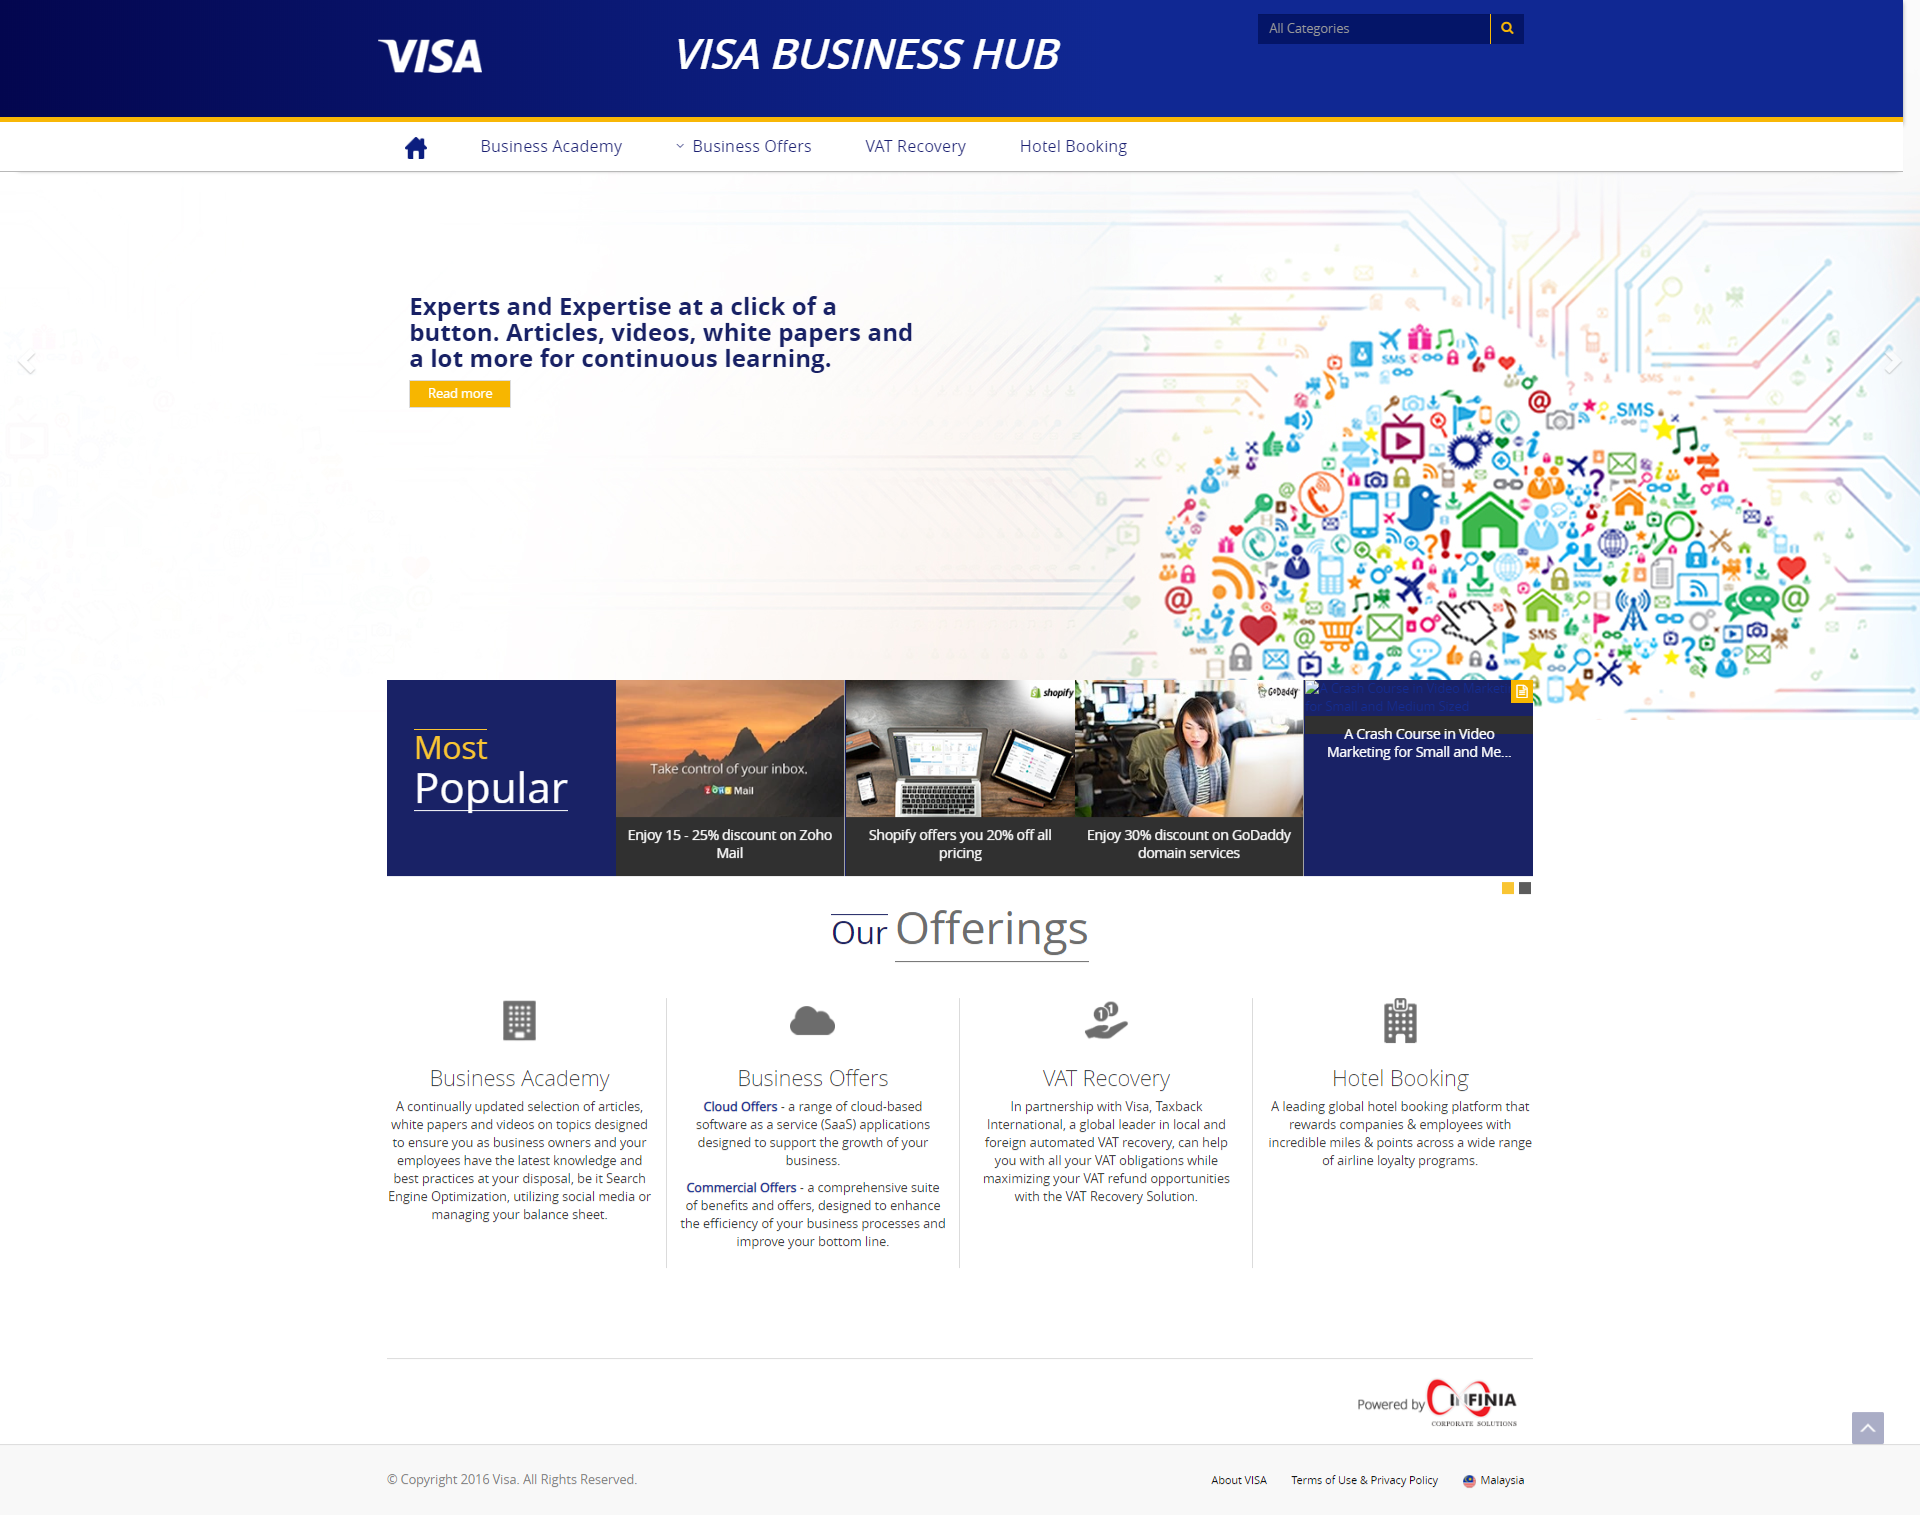 VISA
VISA BUSINESS HUB
All Categories
Business Academy
Business Offers
VAT Recovery
Hotel Booking
Experts and Expertise at a click of a
button. Articles, videos, white papers and
a lot more for continuous learning.
Read more
SMS
SMS
SMS
SMS
Most
Popular
Take control of your inbox.
ZOHO Mail
Enjoy 15 - 25% discount on Zoho
Mail
shopify
Shopify offers you 20% off all
pricing
GoDaddy
Enjoy 30% discount on GoDaddy
domain services
A Crash Course in Video
for Small and Medium Sized
A Crash Course in Video
Marketing for Small and Me...
Our Offerings
Business Academy
A continually updated selection of articles,
white papers and videos on topics designed
to ensure you as business owners and your
employees have the latest knowledge and
best practices at your disposal, be it Search
Engine Optimization, utilizing social media or
managing your balance sheet.
Business Offers
Cloud Offers - a range of cloud-based
software as a service (SaaS) applications
designed to support the growth of your
business.
Commercial Offers - a comprehensive suite
of benefits and offers, designed to enhance
the efficiency of your business processes and
improve your bottom line.
VAT Recovery
In partnership with Visa, Taxback
International, a global leader in local and
foreign automated VAT recovery, can help
you with all your VAT obligations while
maximizing your VAT refund opportunities
with the VAT Recovery Solution.
Hotel Booking
A leading global hotel booking platform that
rewards companies & employees with
incredible miles & points across a wide range
of airline loyalty programs.
Powered by INFINIA
CORPORATE SOLUTIONS
© Copyright 2016 Visa. All Rights Reserved.
About VISA
Terms of Use & Privacy Policy
Malaysia